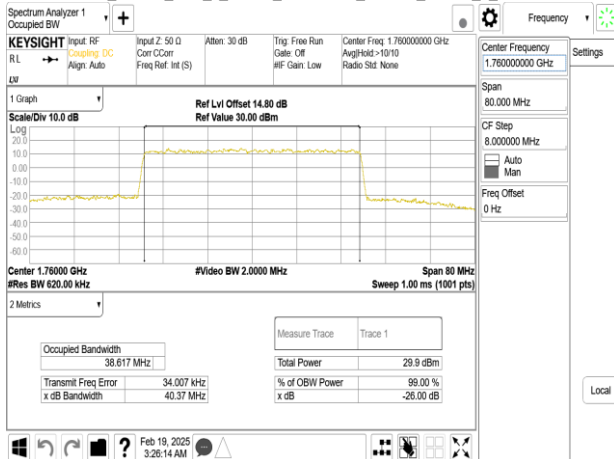 Spectrum Analyzer 1
Occupied BW
+
Frequency
KEYSIGHT
RL
LXI
Input: RF
Coupling: DC
Align: Auto
Input Z: 50 Ω
Corr CCorr
Freq Ref: Int (S)
Atten: 30 dB
Trig: Free Run
Gate: Off
#IF Gain: Low
Center Freq: 1.760000000 GHz
Avg|Hold:>10/10
Radio Std: None
Center Frequency
1.760000000 GHz
Settings
Span
80.000 MHz
CF Step
8.000000 MHz
Auto
Man
Freq Offset
0 Hz
Local
1 Graph
Scale/Div 10.0 dB
Ref Lvl Offset 14.80 dB
Ref Value 30.00 dBm
Log
20.0
10.0
0.00
-10.0
-20.0
-30.0
-40.0
-50.0
-60.0
Center 1.76000 GHz
#Video BW 2.0000 MHz
Span 80 MHz
#Res BW 620.00 kHz
Sweep 1.00 ms (1001 pts)
2 Metrics
Measure Trace
Trace 1
Occupied Bandwidth
38.617 MHz
Total Power
29.9 dBm
Transmit Freq Error
34.007 kHz
% of OBW Power
99.00 %
x dB Bandwidth
40.37 MHz
x dB
-26.00 dB
?
Feb 19, 2025
3:26:14 AM